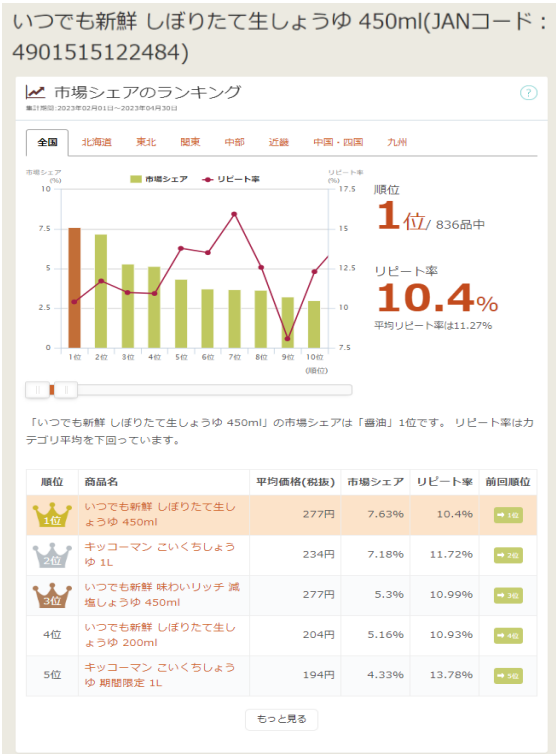 いつでも新鮮 しぼりたて生しょうゆ 450ml(JANコード：
4901515122484)
市場シェアのランキング
?
集計期間:2023年02月01日～2023年04月30日
全国 北海道 東北 関東 中部 近畿 中国・四国 九州
市場シェア
(%)
市場シェア リピート率
リピート率
(%)
10
7.5
5
2.5
0
17.5
15
12.5
10
7.5
1位 2位 3位 4位 5位 6位 7位 8位 9位 10位
(順位)
順位
1位/ 836品中
リピート率
10.4%
平均リピート率は11.27%
「いつでも新鮮 しぼりたて生しょうゆ 450ml」の市場シェアは「醤油」1位です。 リピート率はカ
テゴリ平均を下回っています。
順位 商品名 平均価格(税抜) 市場シェア リピート率 前回順位
1位 いつでも新鮮 しぼりたて生し
ょうゆ 450ml 277円 7.63% 10.4% ➡ 1位
2位 キッコーマン こいくちしょう
ゆ 1L 234円 7.18% 11.72% ➡ 2位
3位 いつでも新鮮 味わいリッチ 減
塩しょうゆ 450ml 277円 5.3% 10.99% ➡ 3位
4位 いつでも新鮮 しぼりたて生し
ょうゆ 200ml 204円 5.16% 10.93% ➡ 4位
5位 キッコーマン こいくちしょう
ゆ 期間限定 1L 194円 4.33% 13.78% ➡ 5位
もっと見る